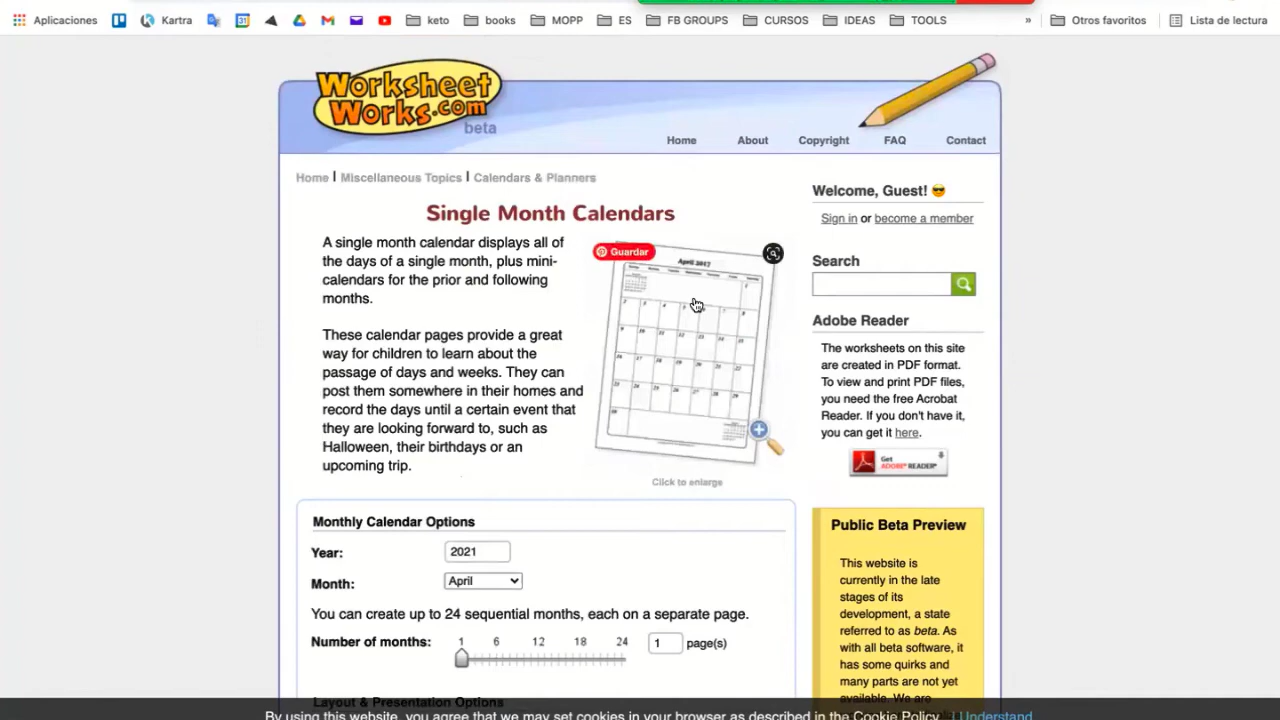 Aplicaciones
Kartra
keto
books
MOPP
ES
FB GROUPS
CURSOS
IDEAS
TOOLS
»
Otros favoritos
Lista de lectura
Worksheet
Works.com
beta
Home
About
Copyright
FAQ
Contact
Home | Miscellaneous Topics | Calendars & Planners
Single Month Calendars
A single month calendar displays all of
the days of a single month, plus mini-
calendars for the prior and following
months.
These calendar pages provide a great
way for children to learn about the
passage of days and weeks. They can
post them somewhere in their homes and
record the days until a certain event that
they are looking forward to, such as
Halloween, their birthdays or an
upcoming trip.
Guardar
April 2017
Click to enlarge
Monthly Calendar Options
Year:
2021
Month:
April
You can create up to 24 sequential months, each on a separate page.
Number of months:
1 6 12 18 24
1
page(s)
Layout & Presentation Options
Welcome, Guest! 😎
Sign in or become a member
Search
Adobe Reader
The worksheets on this site
are created in PDF format.
To view and print PDF files,
you need the free Acrobat
Reader. If you don't have it,
you can get it here.
Get
ADOBE® READER®
Public Beta Preview
This website is
currently in the late
stages of its
development, a state
referred to as beta. As
with all beta software, it
has some quirks and
many parts are not yet
available. We are
By using this website, you agree that we may set cookies in your browser as described in the Cookie Policy. | I Understand